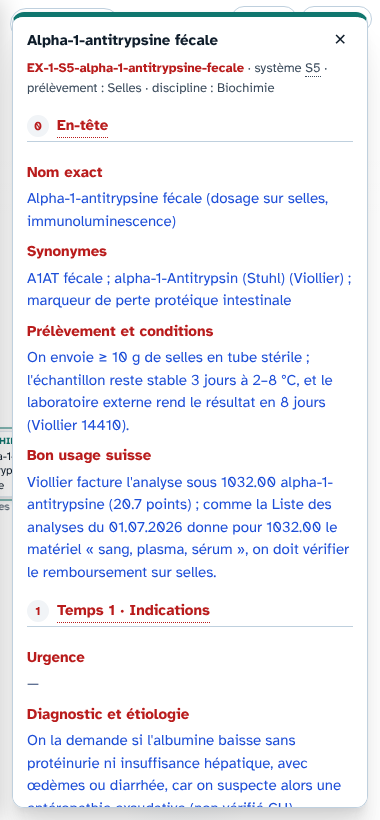 Alpha-1-antitrypsine fécale ✕
EX-1-S5-alpha-1-antitrypsine-fecale · système S5 ·
prélèvement : Selles · discipline : Biochimie
0 En-tête
Nom exact
Alpha-1-antitrypsine fécale (dosage sur selles,
immunoluminescence)
Synonymes
A1AT fécale ; alpha-1-Antitrypsin (Stuhl) (Viollier) ;
marqueur de perte protéique intestinale
Prélèvement et conditions
On envoie ≥ 10 g de selles en tube stérile ;
l'échantillon reste stable 3 jours à 2–8 °C, et le
laboratoire externe rend le résultat en 8 jours
(Viollier 14410).
Bon usage suisse
Viollier facture l'analyse sous 1032.00 alpha-1-
antitrypsine (20.7 points) ; comme la Liste des
analyses du 01.07.2026 donne pour 1032.00 le
matériel « sang, plasma, sérum », on doit vérifier
le remboursement sur selles.
1 Temps 1 · Indications
Urgence
—
Diagnostic et étiologie
On la demande si l'albumine baisse sans
protéinurie ni insuffisance hépatique, avec
œdèmes ou diarrhée, car on suspecte alors une
entéropathie exsudative (non vérifié CH)